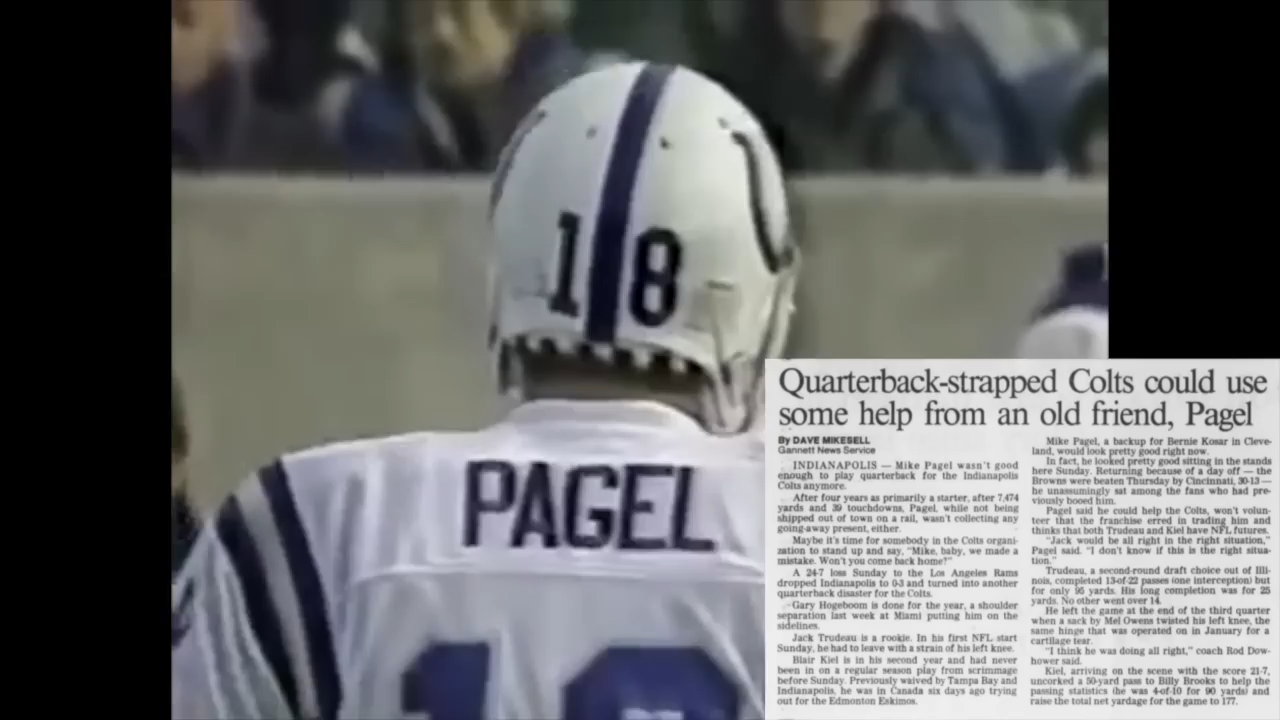 18
PAGEL
18
Quarterback-strapped Colts could use
some help from an old friend, Pagel
By DAVE MIKESELL
Gannett News Service
INDIANAPOLIS — Mike Pagel wasn't good
enough to play quarterback for the Indianapolis
Colts anymore.
After four years as primarily a starter, after 7,474
yards and 39 touchdowns, Pagel, while not being
shipped out of town on a rail, wasn't collecting any
going-away present, either.
Maybe it's time for somebody in the Colts organi-
zation to stand up and say, "Mike, baby, we made a
mistake. Won't you come back home?"
A 24-7 loss Sunday to the Los Angeles Rams
dropped Indianapolis to 0-3 and turned into another
quarterback disaster for the Colts.
Gary Hogeboom is done for the year, a shoulder
separation last week at Miami putting him on the
sidelines.
Jack Trudeau is a rookie. In his first NFL start
Sunday, he had to leave with a strain of his left knee.
Blair Kiel is in his second year and had never
been in on a regular season play from scrimmage
before Sunday. Previously waived by Tampa Bay and
Indianapolis, he was in Canada six days ago trying
out for the Edmonton Eskimos.
Mike Pagel, a backup for Bernie Kosar in Cleve-
land, would look pretty good right now.
In fact, he looked pretty good sitting in the stands
here Sunday. Returning because of a day off — the
Browns were beaten Thursday by Cincinnati, 30-13 —
he unassumingly sat among the fans who had pre-
viously booed him.
Pagel said he could help the Colts, won't volun-
teer that the franchise erred in trading him and
thinks that both Trudeau and Kiel have NFL futures.
"Jack would be all right in the right situation,"
Pagel said. "I don't know if this is the right situa-
tion."
Trudeau, a second-round draft choice out of Illi-
nois, completed 13-of-22 passes (one interception) but
for only 95 yards. His long completion was for 25
yards. No other went over 14.
He left the game at the end of the third quarter
when a sack by Mel Owens twisted his left knee, the
same hinge that was operated on in January for a
cartilage tear.
"I think he was doing all right," coach Rod Dow-
hower said.
Kiel, arriving on the scene with the score 21-7,
uncorked a 50-yard pass to Billy Brooks to help the
passing statistics (he was 4-of-10 for 90 yards) and
raise the total net yardage for the game to 177.